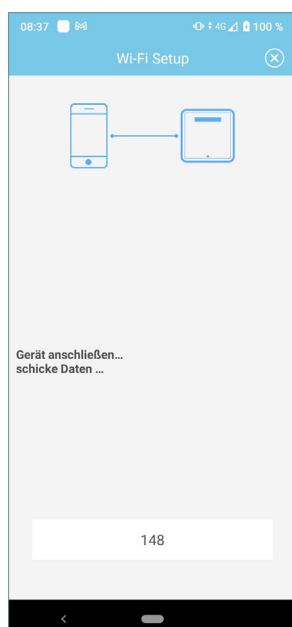 08:37 4G 100 %
Wi-Fi Setup
Gerät anschließen...
schicke Daten ...
148